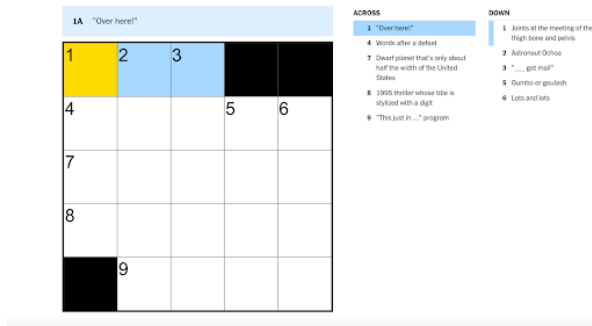 1A "Over here!"
ACROSS
1 "Over here!"
4 Words after a defeat
7 Dwarf planet that's only about
half the width of the United
States
8 1995 thriller whose title is
stylized with a digit
9 "This just in ..." program
DOWN
1 Joints at the meeting of the
thigh bone and pelvis
2 Astronaut Ochoa
3 "___ got mail"
5 Gumbo or goulash
6 Lots and lots
1 2 3
4 5 6
7
8
9